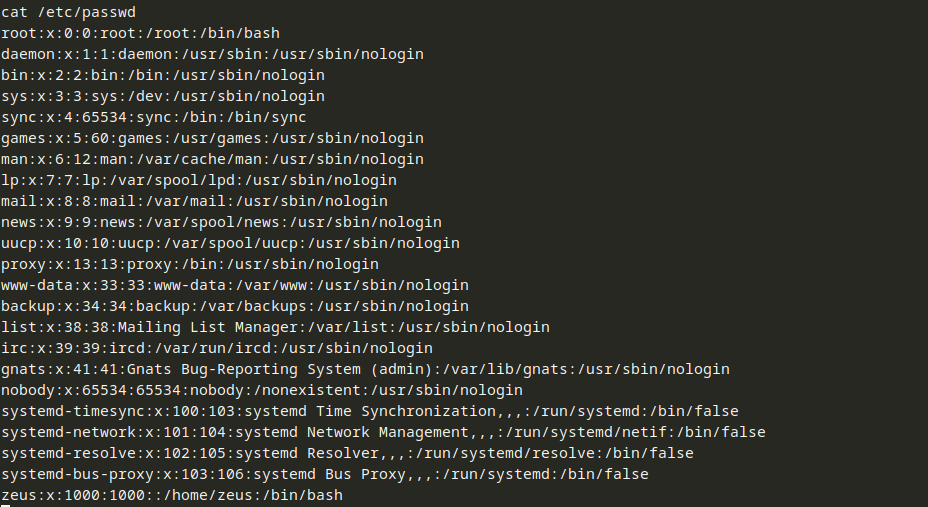 cat /etc/passwd
root:x:0:0:root:/root:/bin/bash
daemon:x:1:1:daemon:/usr/sbin:/usr/sbin/nologin
bin:x:2:2:bin:/bin:/usr/sbin/nologin
sys:x:3:3:sys:/dev:/usr/sbin/nologin
sync:x:4:65534:sync:/bin:/bin/sync
games:x:5:60:games:/usr/games:/usr/sbin/nologin
man:x:6:12:man:/var/cache/man:/usr/sbin/nologin
lp:x:7:7:lp:/var/spool/lpd:/usr/sbin/nologin
mail:x:8:8:mail:/var/mail:/usr/sbin/nologin
news:x:9:9:news:/var/spool/news:/usr/sbin/nologin
uucp:x:10:10:uucp:/var/spool/uucp:/usr/sbin/nologin
proxy:x:13:13:proxy:/bin:/usr/sbin/nologin
www-data:x:33:33:www-data:/var/www:/usr/sbin/nologin
backup:x:34:34:backup:/var/backups:/usr/sbin/nologin
list:x:38:38:Mailing List Manager:/var/list:/usr/sbin/nologin
irc:x:39:39:ircd:/var/run/ircd:/usr/sbin/nologin
gnats:x:41:41:Gnats Bug-Reporting System (admin):/var/lib/gnats:/usr/sbin/nologin
nobody:x:65534:65534:nobody:/nonexistent:/usr/sbin/nologin
systemd-timesync:x:100:103:systemd Time Synchronization,,,:/run/systemd:/bin/false
systemd-network:x:101:104:systemd Network Management,,,:/run/systemd/netif:/bin/false
systemd-resolve:x:102:105:systemd Resolver,,,:/run/systemd/resolve:/bin/false
systemd-bus-proxy:x:103:106:systemd Bus Proxy,,,:/run/systemd:/bin/false
zeus:x:1000:1000::/home/zeus:/bin/bash